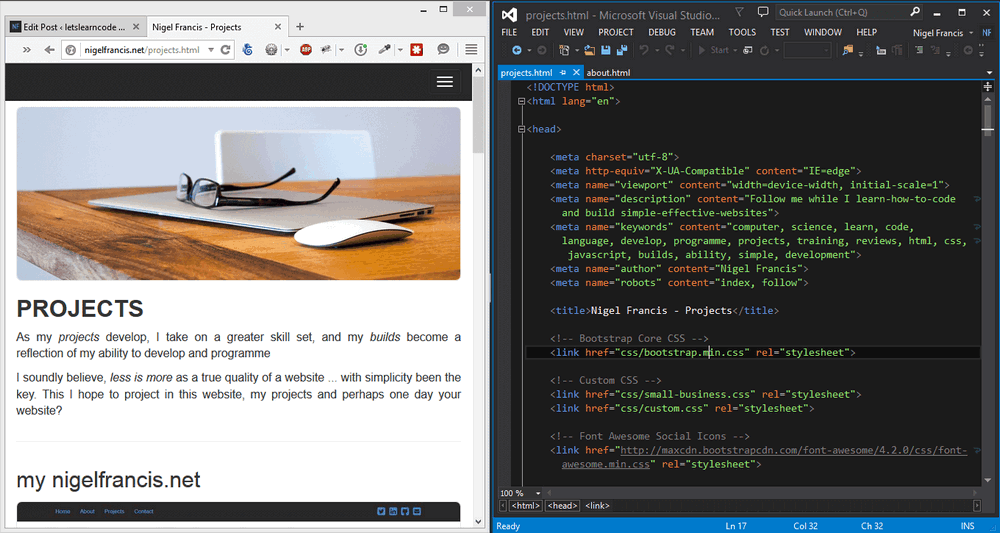 Edit Post ‹ letslearncode ...
Nigel Francis - Projects
nigelfrancis.net/projects.html
ABP
PROJECTS
As my projects develop, I take on a greater skill set, and my builds become a
reflection of my ability to develop and programme
I soundly believe, less is more as a true quality of a website ... with simplicity been the
key. This I hope to project in this website, my projects and perhaps one day your
website?
my nigelfrancis.net
Home About Projects Contact
projects.html - Microsoft Visual Studio...
Quick Launch (Ctrl+Q)
FILE EDIT VIEW PROJECT DEBUG TEAM TOOLS TEST WINDOW HELP Nigel Francis NF
Start
projects.html about.html
<!DOCTYPE html>
<html lang="en">
<head>
<meta charset="utf-8">
<meta http-equiv="X-UA-Compatible" content="IE=edge">
<meta name="viewport" content="width=device-width, initial-scale=1">
<meta name="description" content="Follow me while I learn-how-to-code
and build simple-effective-websites">
<meta name="keywords" content="computer, science, learn, code,
language, develop, programme, projects, training, reviews, html, css,
javascript, builds, ability, simple, development">
<meta name="author" content="Nigel Francis">
<meta name="robots" content="index, follow">
<title>Nigel Francis - Projects</title>
<!-- Bootstrap Core CSS -->
<link href="css/bootstrap.min.css" rel="stylesheet">
<!-- Custom CSS -->
<link href="css/small-business.css" rel="stylesheet">
<link href="css/custom.css" rel="stylesheet">
<!-- Font Awesome Social Icons -->
<link href="http://maxcdn.bootstrapcdn.com/font-awesome/4.2.0/css/font-
awesome.min.css" rel="stylesheet">
100 %
<html> <head> <link>
Ready Ln 17 Col 32 Ch 32 INS